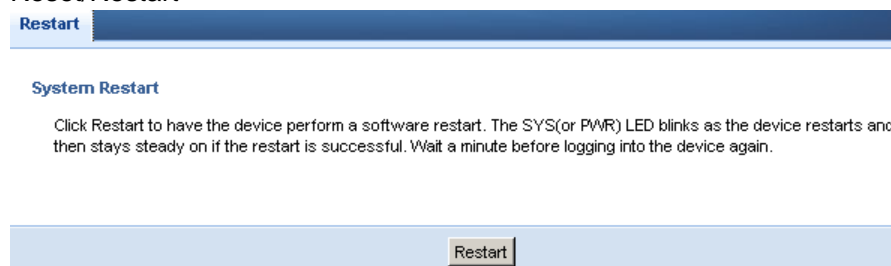 Reset/Restart
Restart
System Restart
Click Restart to have the device perform a software restart. The SYS(or PWR) LED blinks as the device restarts and
then stays steady on if the restart is successful. Wait a minute before logging into the device again.
Restart